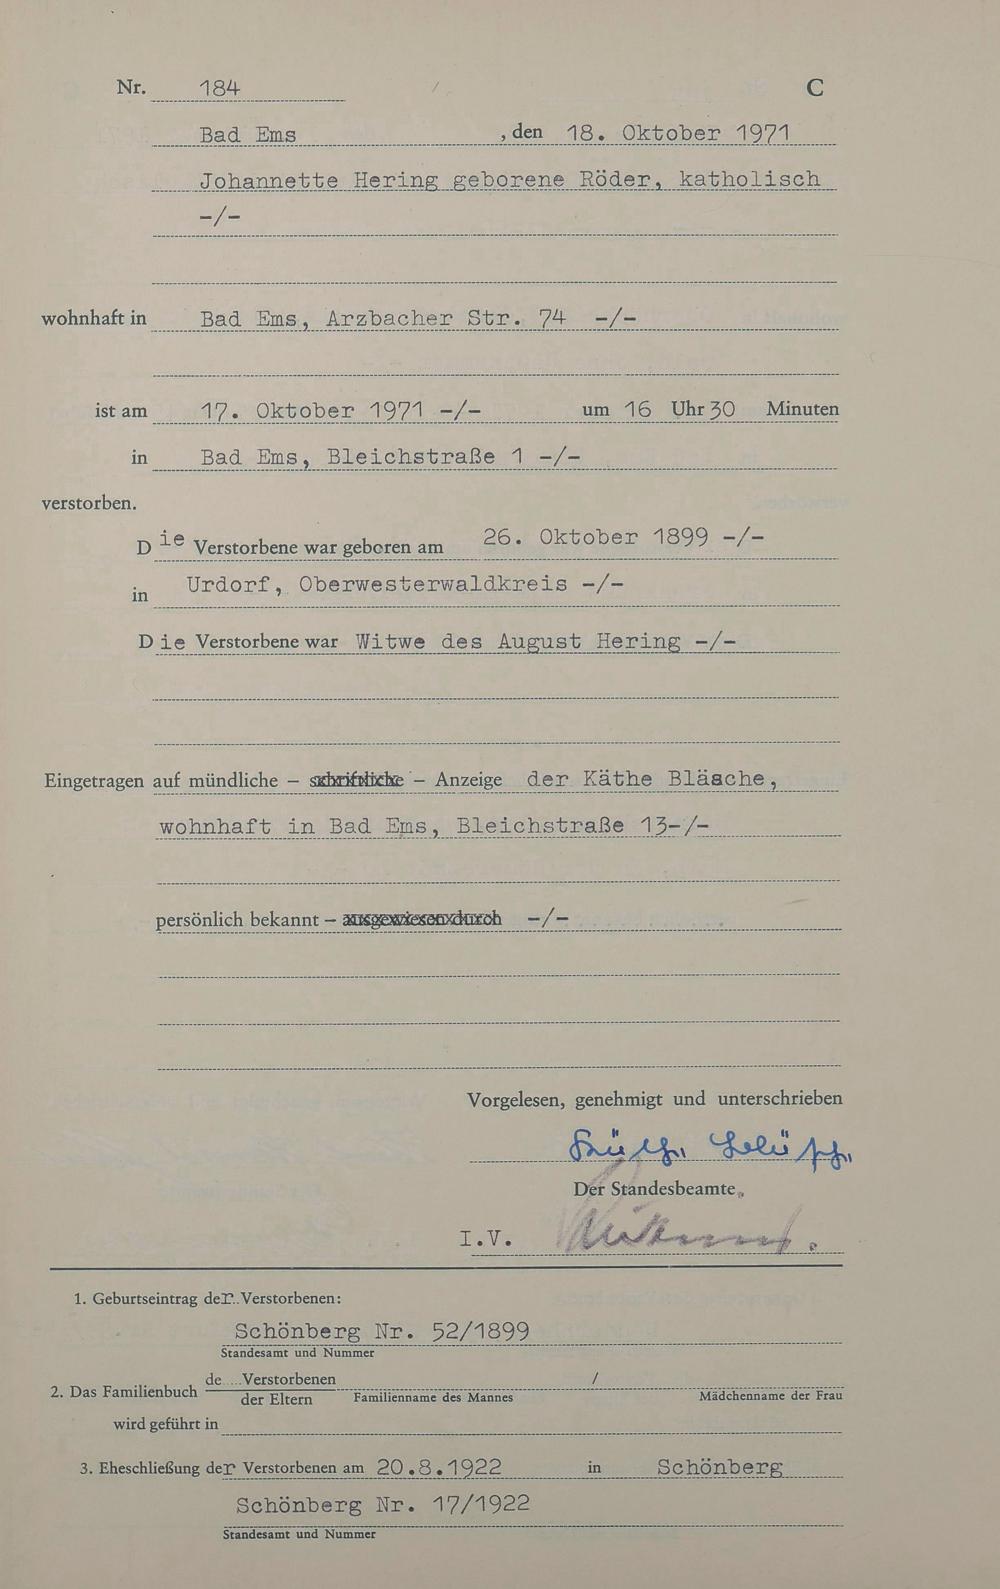 Nr. 184 C
Bad Ems , den 18. Oktober 1971
Johannette Hering geborene Röder, katholisch
-/-
wohnhaft in Bad Ems, Arzbacher Str. 74 -/-
ist am 17. Oktober 1971 -/- um 16 Uhr 30 Minuten
in Bad Ems, Bleichstraße 1 -/-
verstorben.
Die Verstorbene war geboren am 26. Oktober 1899 -/-
in Urdorf, Oberwesterwaldkreis -/-
Die Verstorbene war Witwe des August Hering -/-
Eingetragen auf mündliche – schriftliche – Anzeige der Käthe Bläsche,
wohnhaft in Bad Ems, Bleichstraße 13-/-
persönlich bekannt – ausgewiesen durch -/-
Vorgelesen, genehmigt und unterschrieben
Käthe Bläsche
Der Standesbeamte
I.V.
1. Geburtseintrag der Verstorbenen:
Schönberg Nr. 52/1899
Standesamt und Nummer
2. Das Familienbuch de....Verstorbenen /
der Eltern Familienname des Mannes Mädchenname der Frau
wird geführt in
3. Eheschließung der Verstorbenen am 20.8.1922 in Schönberg
Schönberg Nr. 17/1922
Standesamt und Nummer